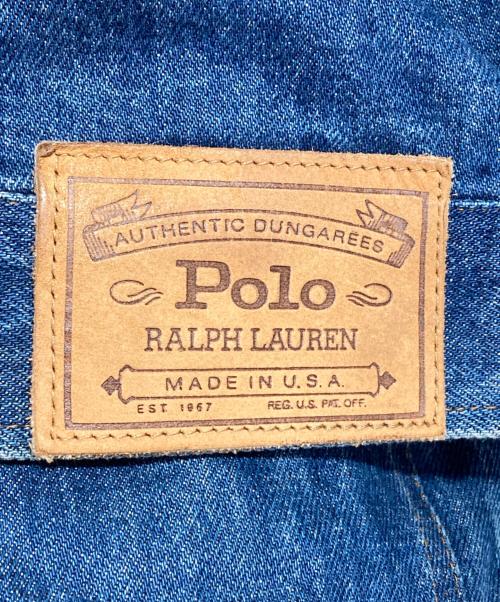 AUTHENTIC DUNGAREES
Polo
RALPH LAUREN
MADE IN U.S.A.
EST. 1967 REG. U.S. PAT. OFF.